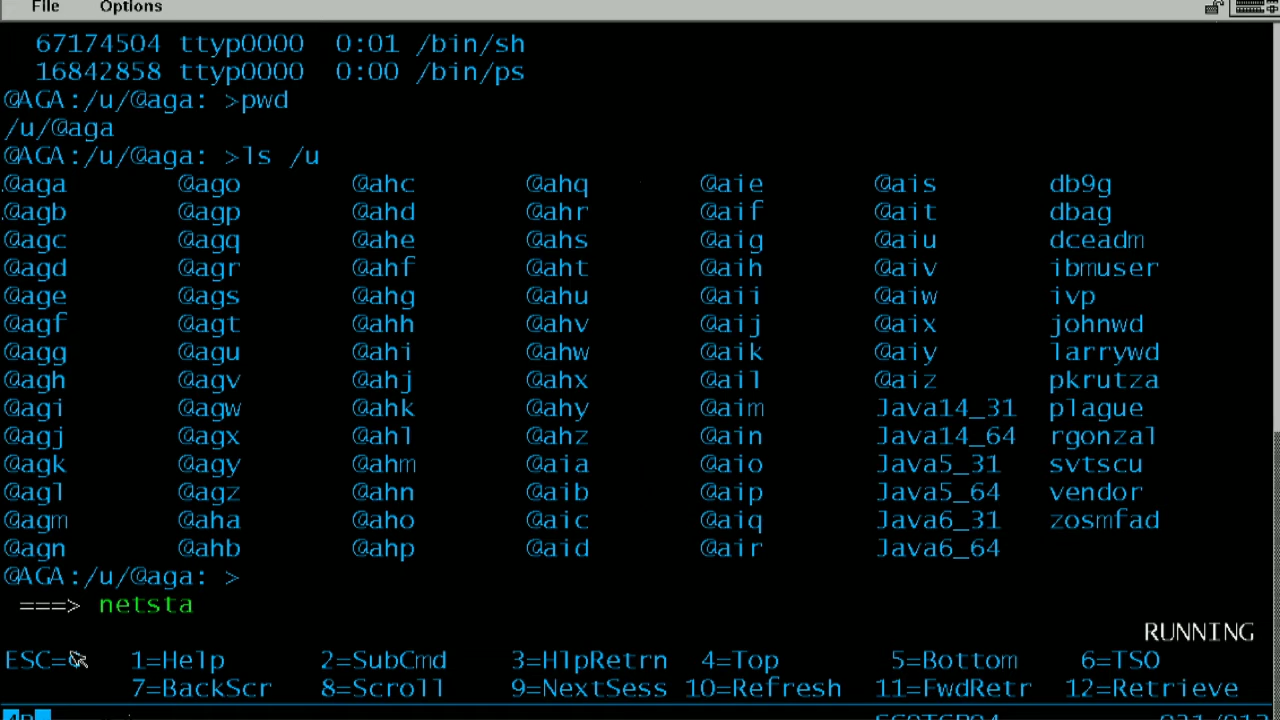 File Options
67174504 ttyp0000 0:01 /bin/sh
16842858 ttyp0000 0:00 /bin/ps
@AGA:/u/@aga: >pwd
/u/@aga
@AGA:/u/@aga: >ls /u
@aga @ago @ahc @ahq @aie @ais db9g
@agb @agp @ahd @ahr @aif @ait dbag
@agc @agq @ahe @ahs @aig @aiu dceadm
@agd @agr @ahf @aht @aih @aiv ibmuser
@age @ags @ahg @ahu @aii @aiw ivp
@agf @agt @ahh @ahv @aij @aix johnwd
@agg @agu @ahi @ahw @aik @aiy larrywd
@agh @agv @ahj @ahx @ail @aiz pkrutza
@agi @agw @ahk @ahy @aim Java14_31 plague
@agj @agx @ahl @ahz @ain Java14_64 rgonzal
@agk @agy @ahm @aia @aio Java5_31 svtscu
@agl @agz @ahn @aib @aip Java5_64 vendor
@agm @aha @aho @aic @aiq Java6_31 zosmfad
@agn @ahb @ahp @aid @air Java6_64
@AGA:/u/@aga: >
===> netsta
RUNNING
ESC= 1=Help 2=SubCmd 3=HlpRetrn 4=Top 5=Bottom 6=TSO
7=BackScr 8=Scroll 9=NextSess 10=Refresh 11=FwdRetr 12=Retrieve